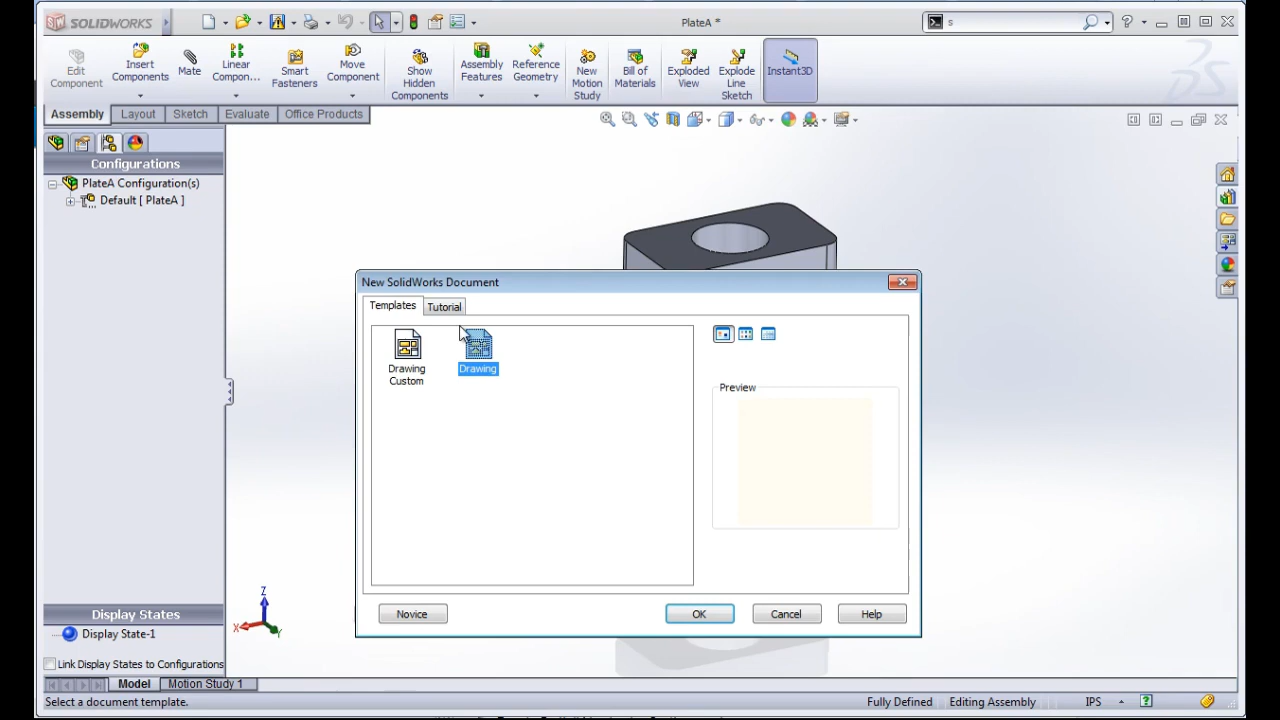 SOLIDWORKS
PlateA *
s
Edit
Component
Insert
Components
Mate
Linear
Compon...
Smart
Fasteners
Move
Component
Show
Hidden
Components
Assembly
Features
Reference
Geometry
New
Motion
Study
Bill of
Materials
Exploded
View
Explode
Line
Sketch
Instant3D
Assembly
Layout
Sketch
Evaluate
Office Products
Configurations
PlateA Configuration(s)
Default [ PlateA ]
New SolidWorks Document
Templates
Tutorial
Drawing
Custom
Drawing
Preview
Novice
OK
Cancel
Help
Z
X
Y
Display States
Display State-1
Link Display States to Configurations
Model
Motion Study 1
Select a document template.
Fully Defined
Editing Assembly
IPS